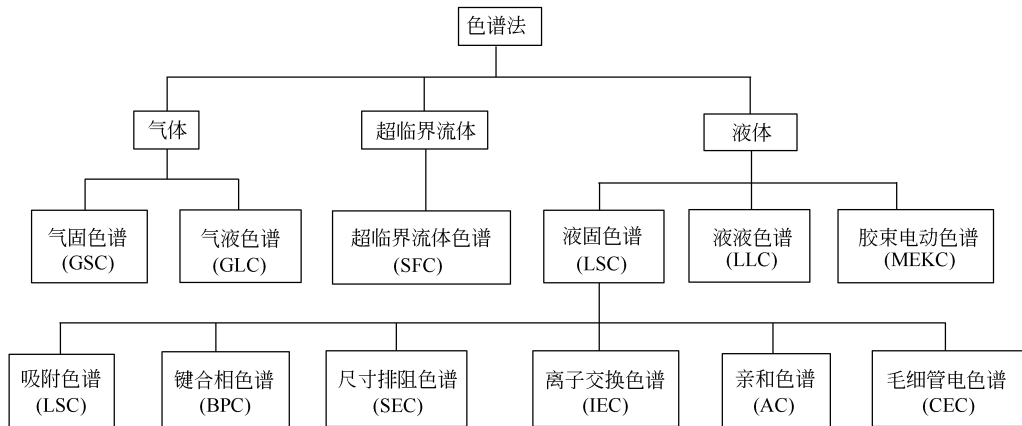 色谱法
气体
超临界流体
液体
气固色谱
(GSC)
气液色谱
(GLC)
超临界流体色谱
(SFC)
液固色谱
(LSC)
液液色谱
(LLC)
胶束电动色谱
(MEKC)
吸附色谱
(LSC)
键合相色谱
(BPC)
尺寸排阻色谱
(SEC)
离子交换色谱
(IEC)
亲和色谱
(AC)
毛细管电色谱
(CEC)